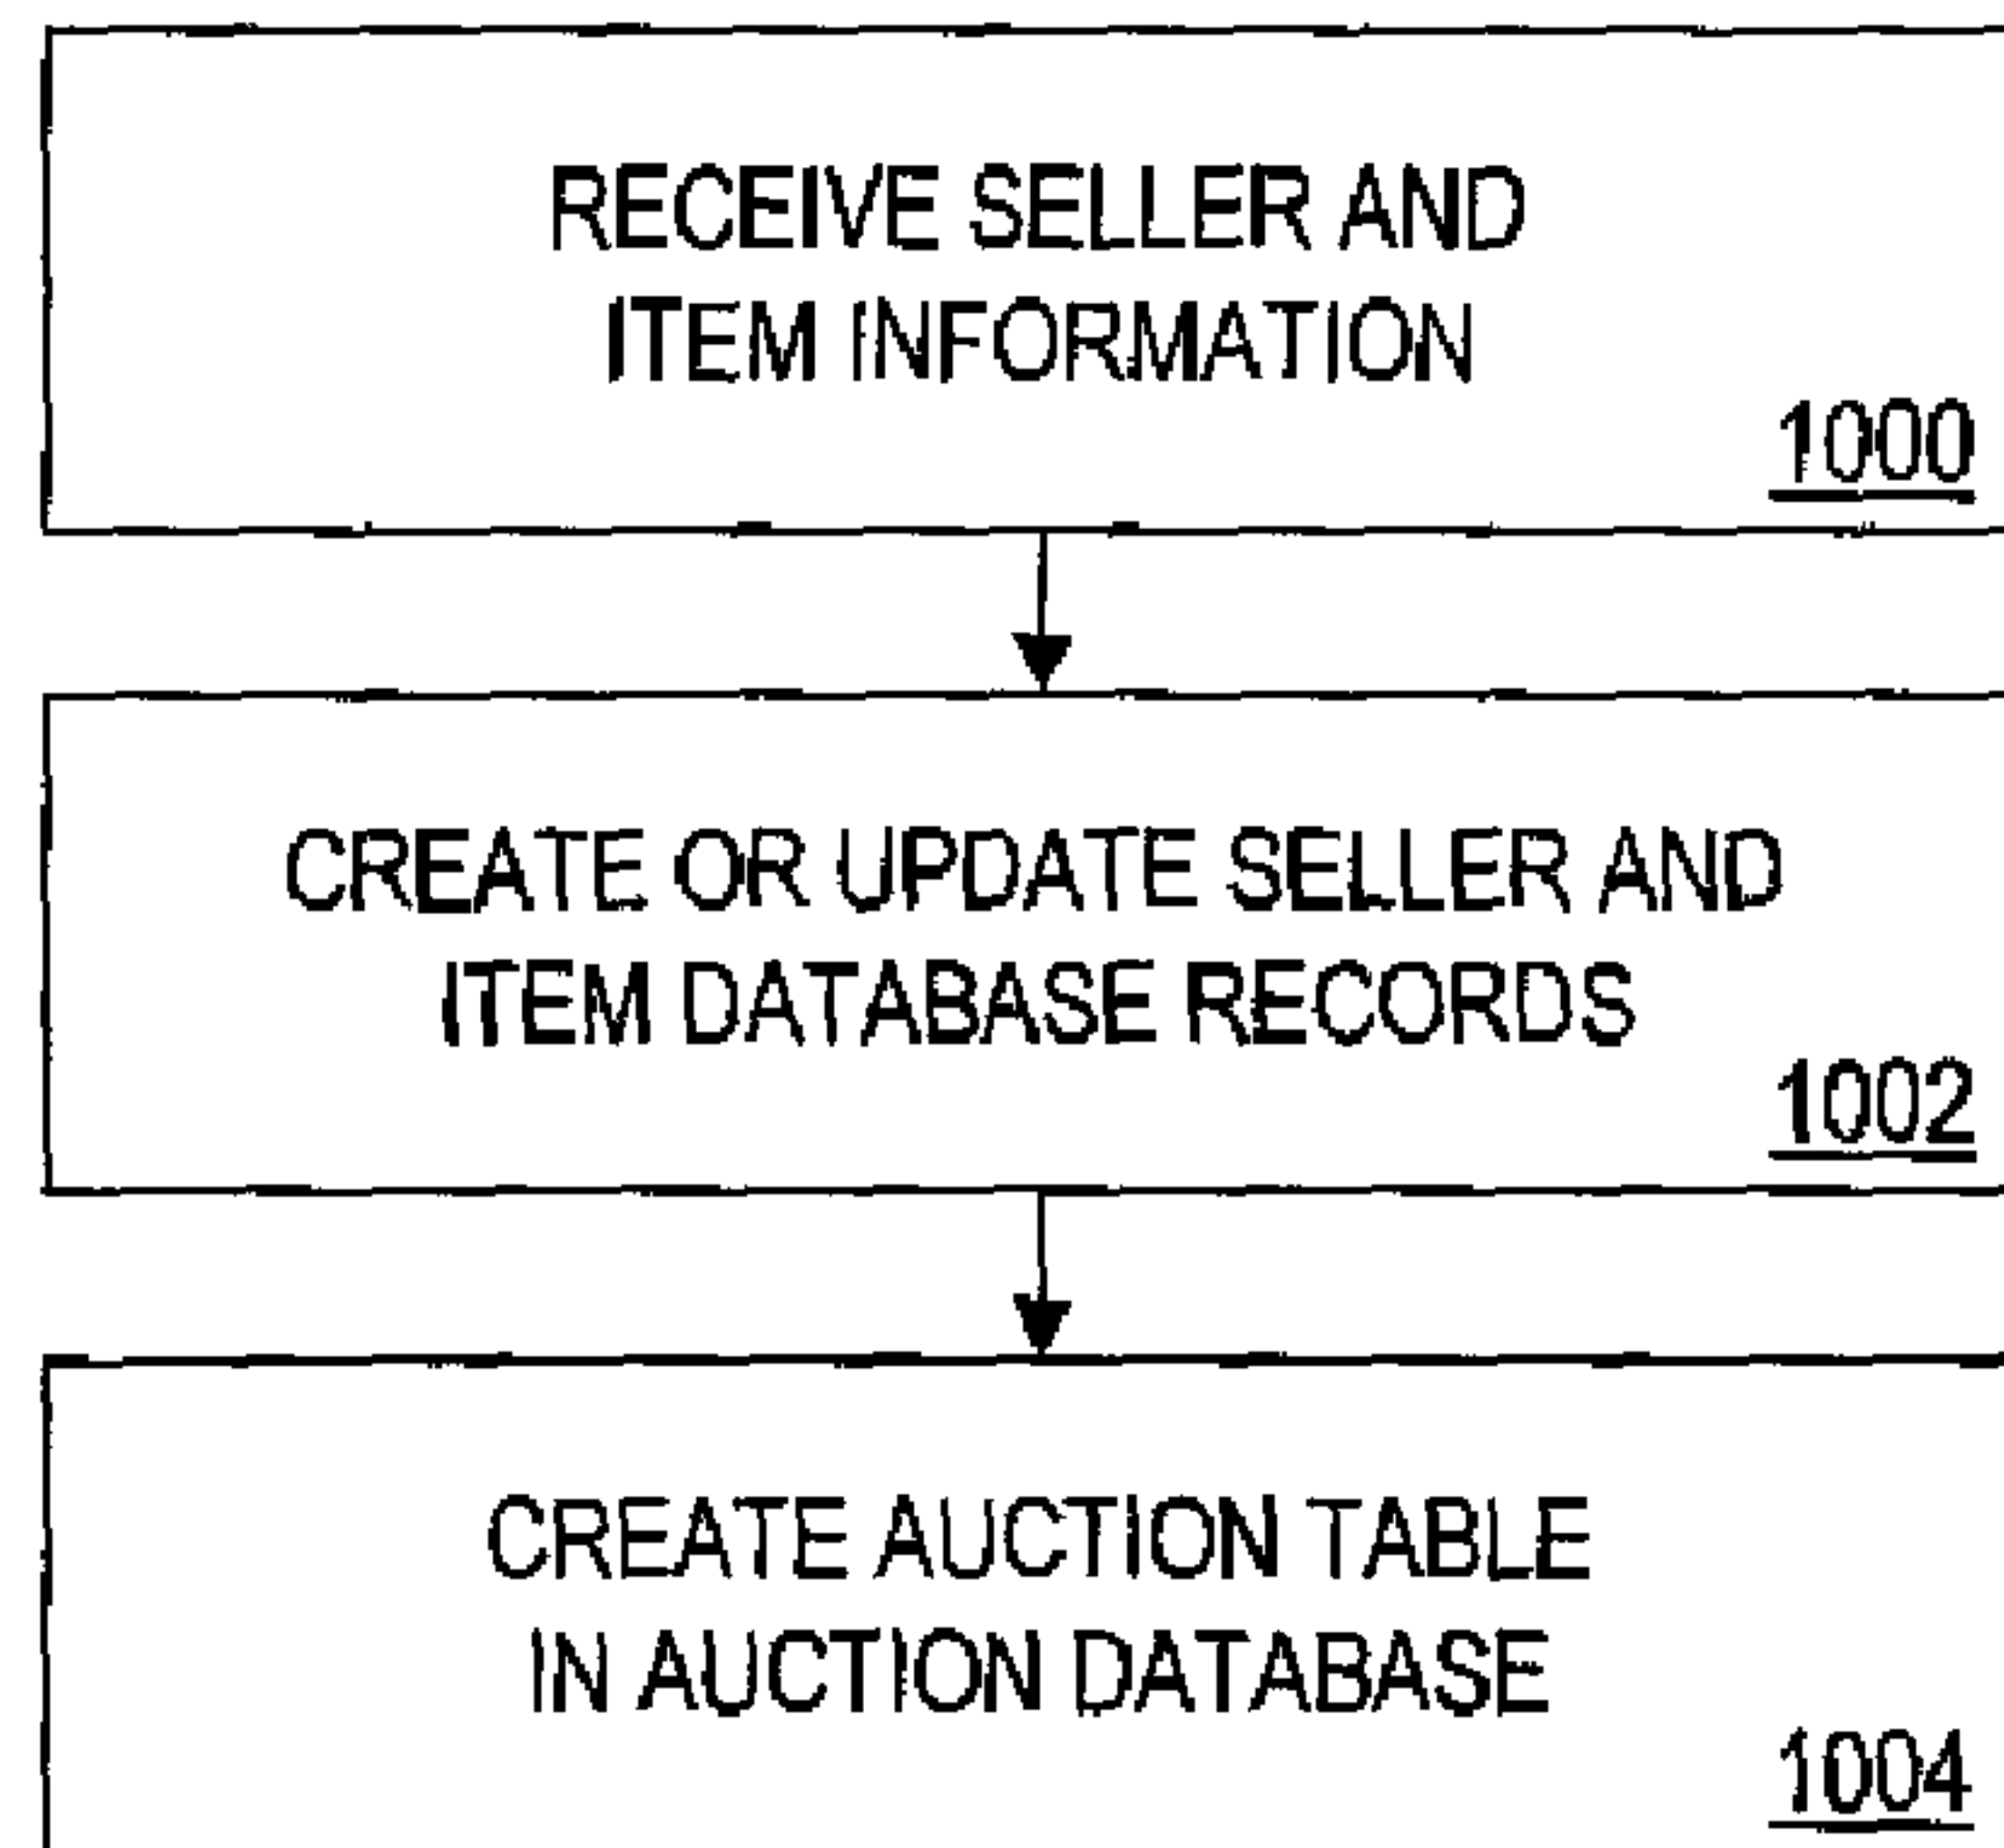 RECEIVE SELLER AND
ITEM INFORMATION
1000
CREATE OR UPDATE SELLER AND
ITEM DATABASE RECORDS
1002
CREATE AUCTION TABLE
IN AUCTION DATABASE
1004